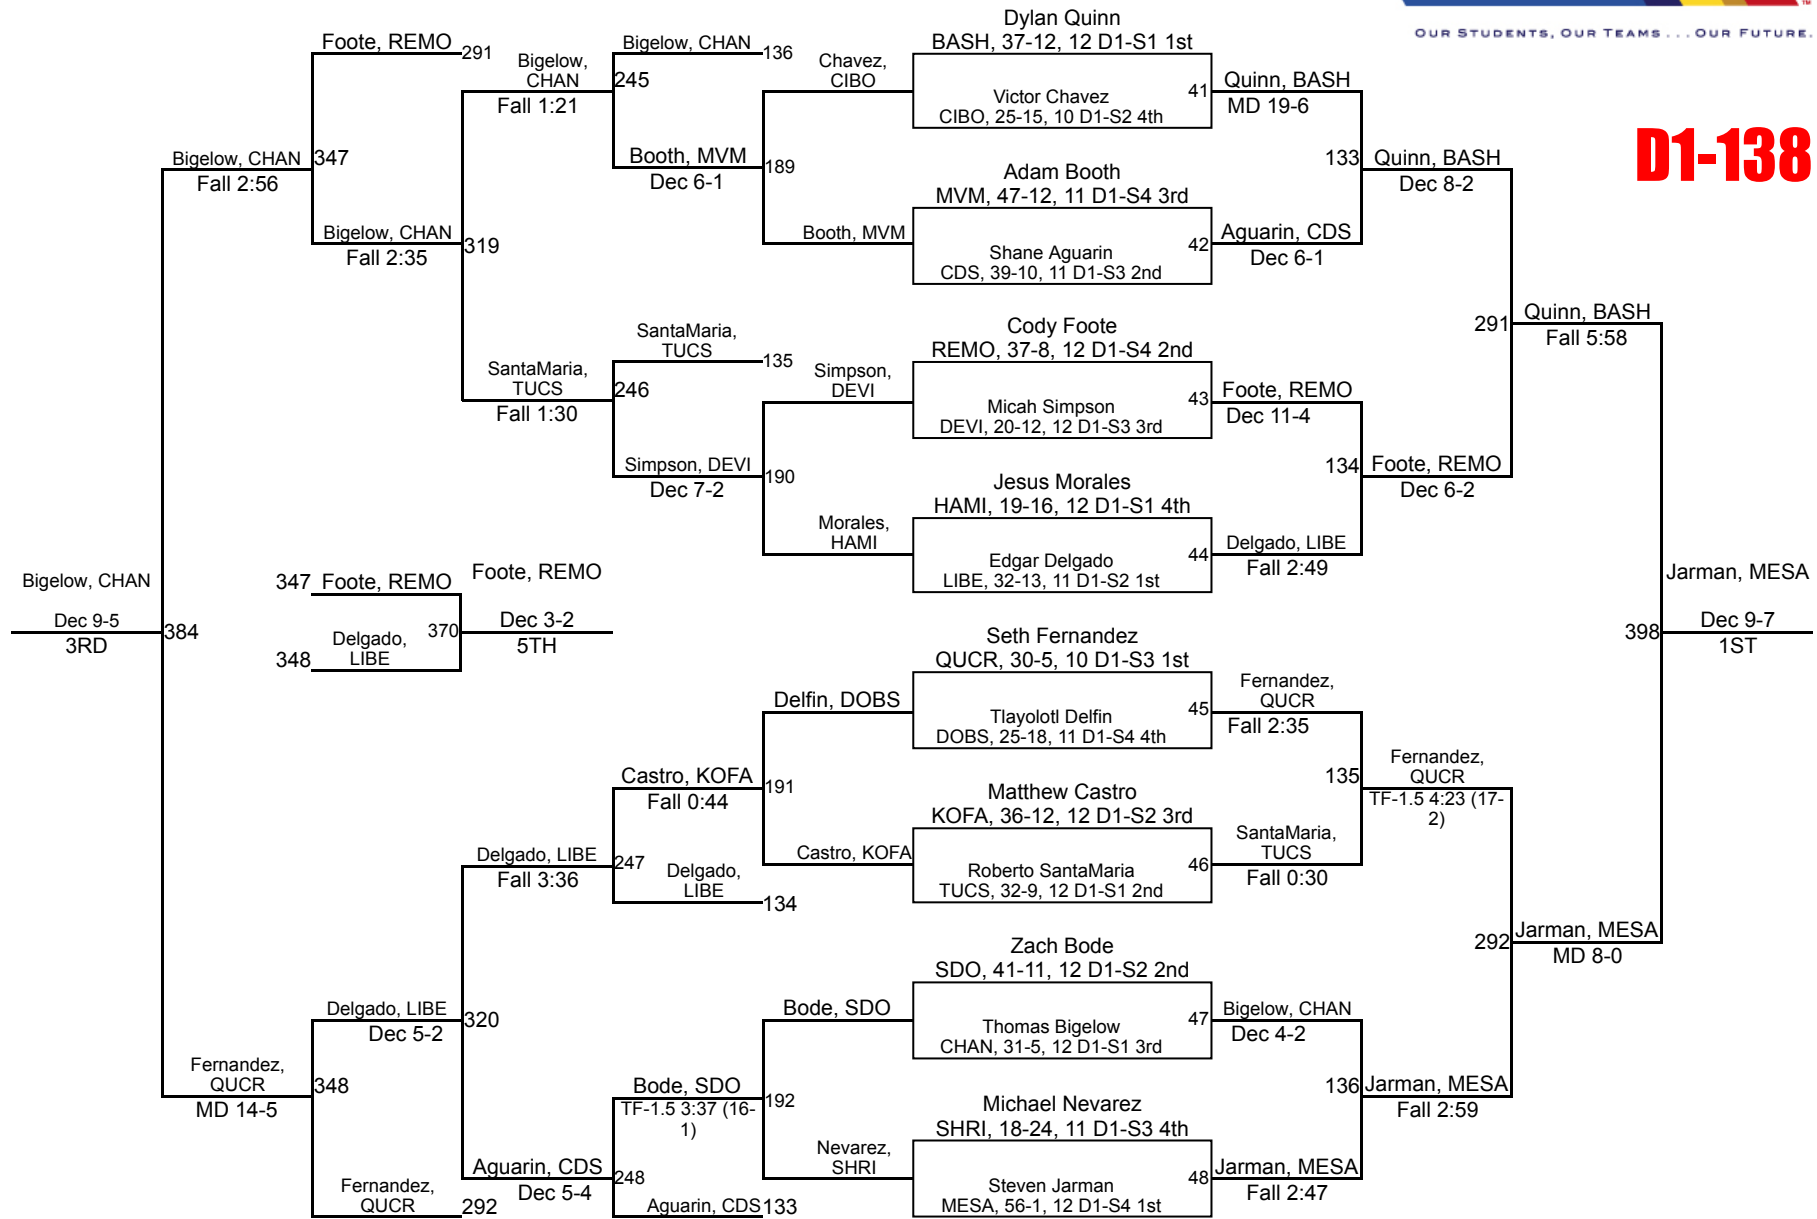 OUR STUDENTS, OUR TEAMS . . . OUR FUTURE.
TM
D1-138
Dylan Quinn
BASH, 37-12, 12 D1-S1 1st
Victor Chavez
CIBO, 25-15, 10 D1-S2 4th
41
Adam Booth
MVM, 47-12, 11 D1-S4 3rd
Shane Aguarin
CDS, 39-10, 11 D1-S3 2nd
42
Cody Foote
REMO, 37-8, 12 D1-S4 2nd
Micah Simpson
DEVI, 20-12, 12 D1-S3 3rd
43
Jesus Morales
HAMI, 19-16, 12 D1-S1 4th
Edgar Delgado
LIBE, 32-13, 11 D1-S2 1st
44
Seth Fernandez
QUCR, 30-5, 10 D1-S3 1st
Tlayolotl Delfin
DOBS, 25-18, 11 D1-S4 4th
45
Matthew Castro
KOFA, 36-12, 12 D1-S2 3rd
Roberto SantaMaria
TUCS, 32-9, 12 D1-S1 2nd
46
Zach Bode
SDO, 41-11, 12 D1-S2 2nd
Thomas Bigelow
CHAN, 31-5, 12 D1-S1 3rd
47
Michael Nevarez
SHRI, 18-24, 11 D1-S3 4th
Steven Jarman
MESA, 56-1, 12 D1-S4 1st
48
Quinn, BASH
MD 19-6
133
Aguarin, CDS
Dec 6-1
Foote, REMO
Dec 11-4
134
Delgado, LIBE
Fall 2:49
Fernandez,
QUCR
Fall 2:35
135
SantaMaria,
TUCS
Fall 0:30
Bigelow, CHAN
Dec 4-2
136
Jarman, MESA
Fall 2:47
Quinn, BASH
Dec 8-2
291
Foote, REMO
Dec 6-2
Fernandez,
QUCR
TF-1.5 4:23 (17-
2)
292
Jarman, MESA
Fall 2:59
Quinn, BASH
Fall 5:58
398
Jarman, MESA
MD 8-0
Jarman, MESA
Dec 9-7
1ST
Chavez,
CIBO
189
Booth, MVM
Simpson,
DEVI
190
Morales,
HAMI
Delfin, DOBS
191
Castro, KOFA
Bode, SDO
192
Nevarez,
SHRI
Bigelow, CHAN
136
245
Booth, MVM
Dec 6-1
SantaMaria,
TUCS
135
246
Simpson, DEVI
Dec 7-2
Castro, KOFA
Fall 0:44
247
Delgado,
LIBE
134
Bode, SDO
TF-1.5 3:37 (16-
1)
248
Aguarin, CDS
133
Bigelow,
CHAN
Fall 1:21
319
SantaMaria,
TUCS
Fall 1:30
Delgado, LIBE
Fall 3:36
320
Aguarin, CDS
Dec 5-4
Foote, REMO
291
347
Bigelow, CHAN
Fall 2:35
Delgado, LIBE
Dec 5-2
348
Fernandez,
QUCR
292
Bigelow, CHAN
Fall 2:56
384
Fernandez,
QUCR
MD 14-5
Bigelow, CHAN
Dec 9-5
3RD
347
Foote, REMO
370
348
Delgado,
LIBE
Foote, REMO
Dec 3-2
5TH